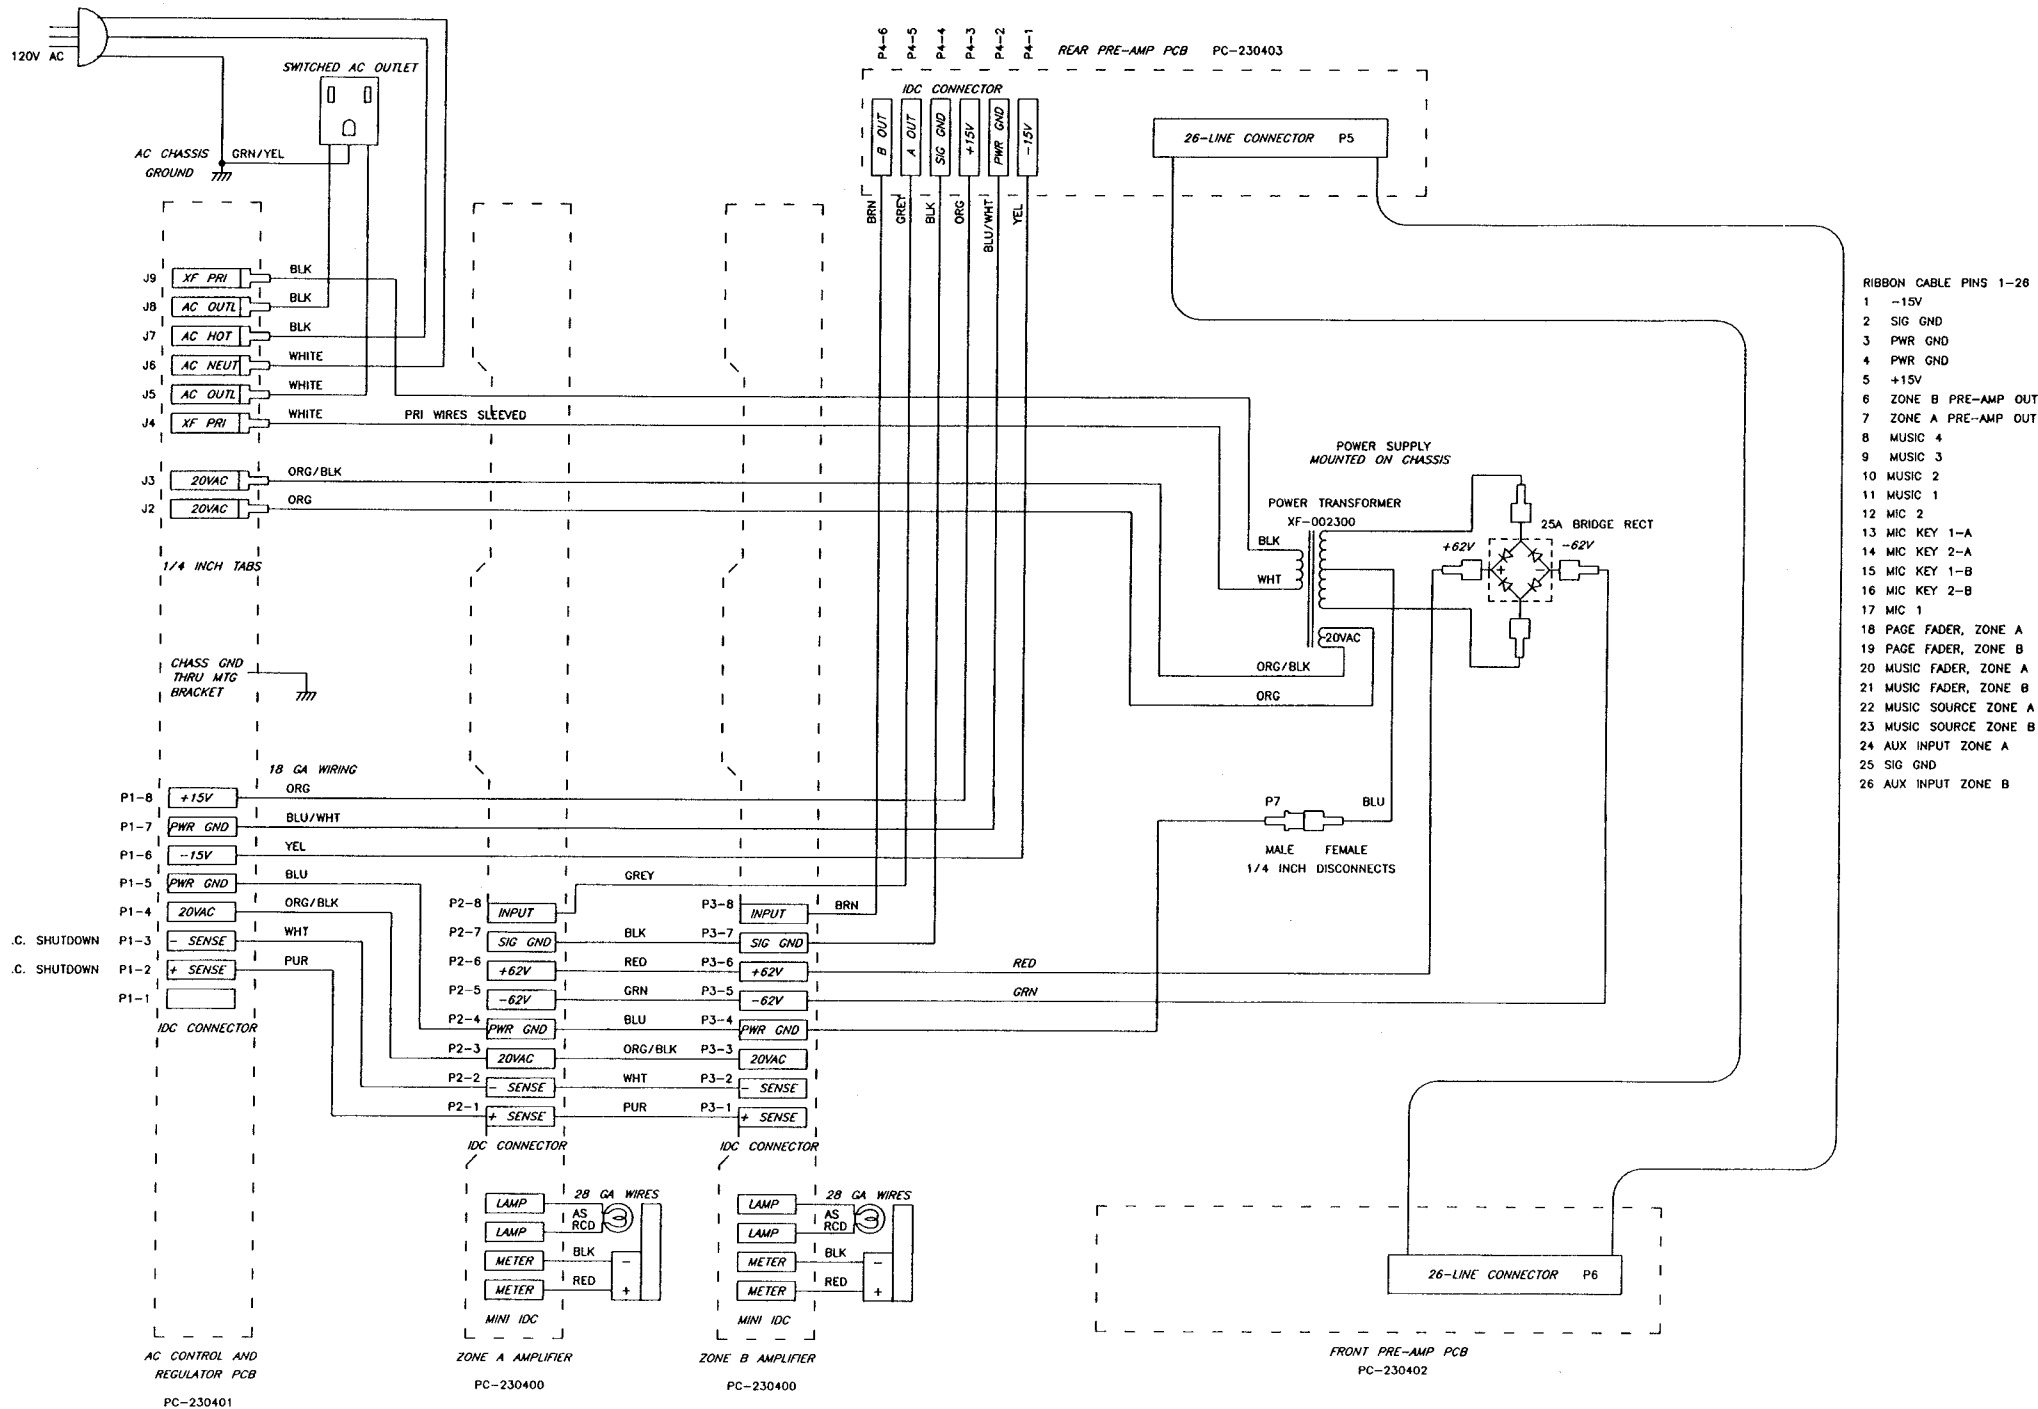 120V AC
SWITCHED AC OUTLET
AC CHASSIS
GROUND
GRN/YEL
P4-6
P4-5
P4-4
P4-3
P4-2
P4-1
REAR PRE-AMP PCB PC-230403
IDC CONNECTOR
B OUT
A OUT
SIG GND
+15V
PWR GND
-15V
26-LINE CONNECTOR P5
BRN
GREY
BLK
ORG
BLU/WHT
YEL
J9 XF PRI BLK
J8 AC OUTL BLK
J7 AC HOT BLK
J6 AC NEUT WHITE
J5 AC OUTL WHITE
J4 XF PRI WHITE
PRI WIRES SLEEVED
J3 20VAC ORG/BLK
J2 20VAC ORG
1/4 INCH TABS
CHASS GND
THRU MTG
BRACKET
POWER SUPPLY
MOUNTED ON CHASSIS
POWER TRANSFORMER
XF-002300
25A BRIDGE RECT
BLK
WHT
+62V
-62V
+
-
20VAC
ORG/BLK
ORG
P7
BLU
MALE FEMALE
1/4 INCH DISCONNECTS
RIBBON CABLE PINS 1-26
1 -15V
2 SIG GND
3 PWR GND
4 PWR GND
5 +15V
6 ZONE B PRE-AMP OUT
7 ZONE A PRE-AMP OUT
8 MUSIC 4
9 MUSIC 3
10 MUSIC 2
11 MUSIC 1
12 MIC 2
13 MIC KEY 1-A
14 MIC KEY 2-A
15 MIC KEY 1-B
16 MIC KEY 2-B
17 MIC 1
18 PAGE FADER, ZONE A
19 PAGE FADER, ZONE B
20 MUSIC FADER, ZONE A
21 MUSIC FADER, ZONE B
22 MUSIC SOURCE ZONE A
23 MUSIC SOURCE ZONE B
24 AUX INPUT ZONE A
25 SIG GND
26 AUX INPUT ZONE B
18 GA WIRING
P1-8 +15V ORG
P1-7 PWR GND BLU/WHT
P1-6 -15V YEL
P1-5 PWR GND BLU
P1-4 20VAC ORG/BLK
.C. SHUTDOWN P1-3 - SENSE WHT
.C. SHUTDOWN P1-2 + SENSE PUR
P1-1
IDC CONNECTOR
GREY
P2-8 INPUT
P2-7 SIG GND BLK
P2-6 +62V RED
P2-5 -62V GRN
P2-4 PWR GND BLU
P2-3 20VAC ORG/BLK
P2-2 - SENSE WHT
P2-1 + SENSE PUR
IDC CONNECTOR
P3-8 INPUT BRN
P3-7 SIG GND
P3-6 +62V RED
P3-5 -62V GRN
P3-4 PWR GND
P3-3 20VAC
P3-2 - SENSE
P3-1 + SENSE
IDC CONNECTOR
28 GA WIRES
LAMP AS
RCD
LAMP
METER BLK -
METER RED +
MINI IDC
28 GA WIRES
LAMP AS
RCD
LAMP
METER BLK -
METER RED +
MINI IDC
26-LINE CONNECTOR P6
AC CONTROL AND
REGULATOR PCB
PC-230401
ZONE A AMPLIFIER
PC-230400
ZONE B AMPLIFIER
PC-230400
FRONT PRE-AMP PCB
PC-230402